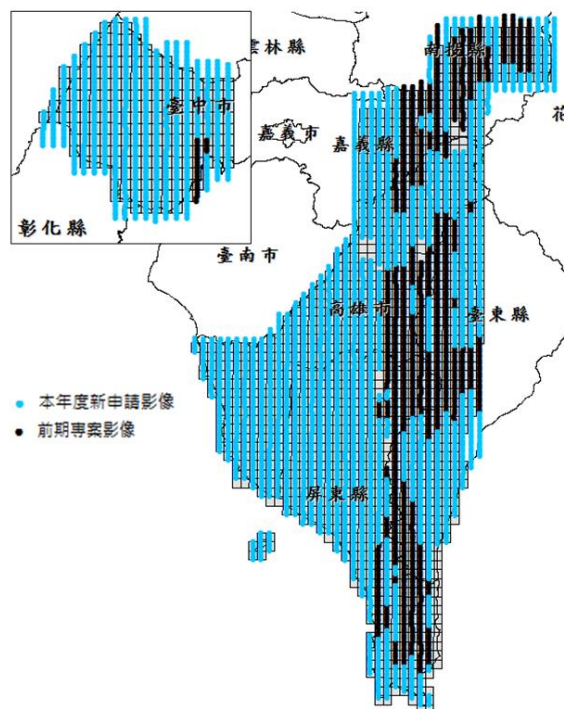 雲林縣
南投縣
花
臺中市
嘉義市
嘉義縣
彰化縣
臺南市
高雄市
臺東縣
本年度新申請影像
前期專案影像
屏東縣